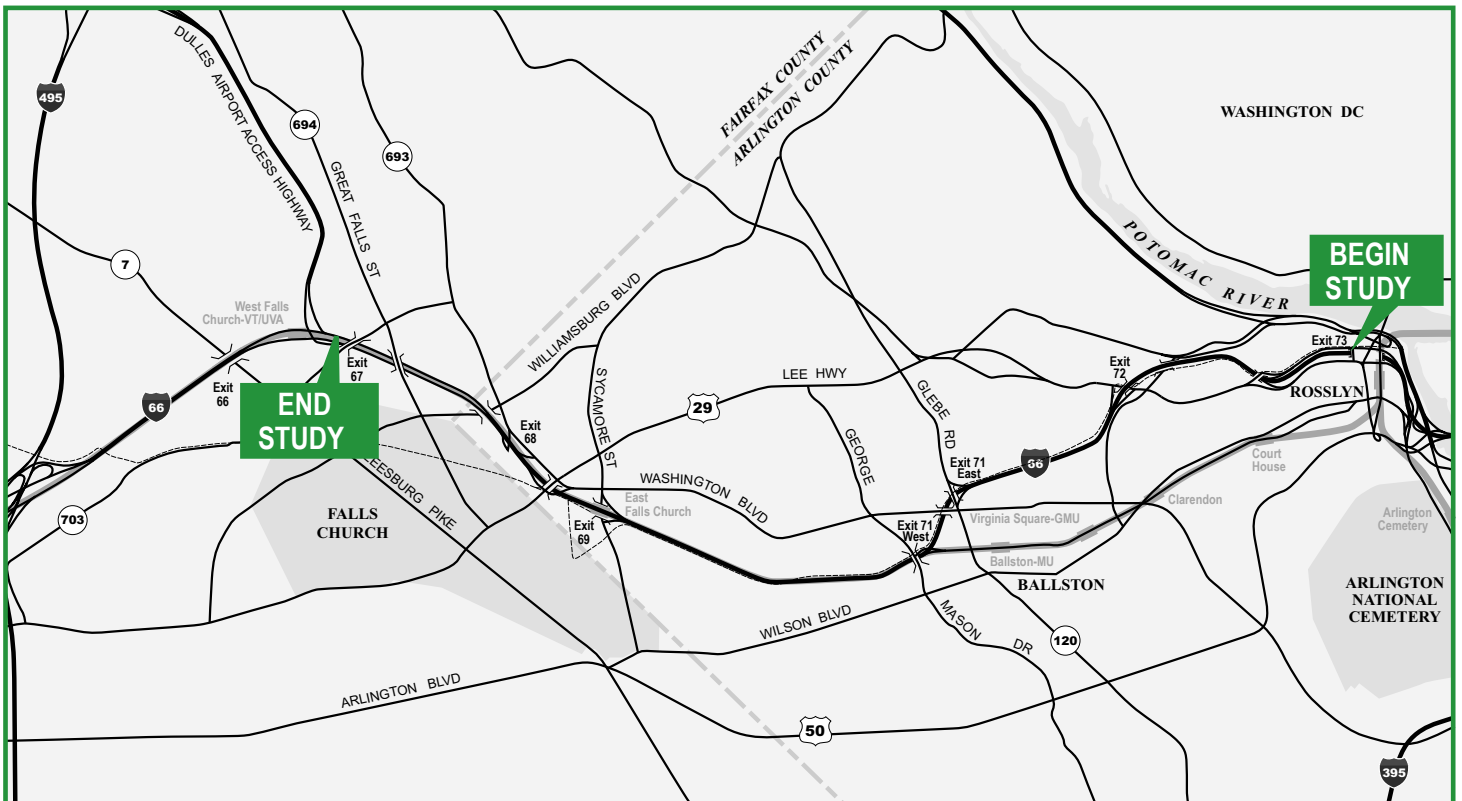 DULLES AIRPORT ACCESS HIGHWAY
495
694
693
GREAT FALLS ST
FAIRFAX COUNTY
ARLINGTON COUNTY
WASHINGTON DC
POTOMAC RIVER
BEGIN
STUDY
7
West Falls
Church-VT/UVA
WILLIAMSBURG BLVD
Exit 73
Exit
66
Exit
67
66
END
STUDY
SYCAMORE ST
LEE HWY
29
GLEBE RD
Exit
72
ROSSLYN
Exit
68
GEORGE
MASON DR
66
Court
House
Exit 71
East
WASHINGTON BLVD
LEESBURG PIKE
East
Falls Church
Clarendon
703
FALLS
CHURCH
Exit
69
Exit 71
West
Virginia Square-GMU
Arlington
Cemetery
Ballston-MU
BALLSTON
ARLINGTON
NATIONAL
CEMETERY
WILSON BLVD
120
ARLINGTON BLVD
50
395